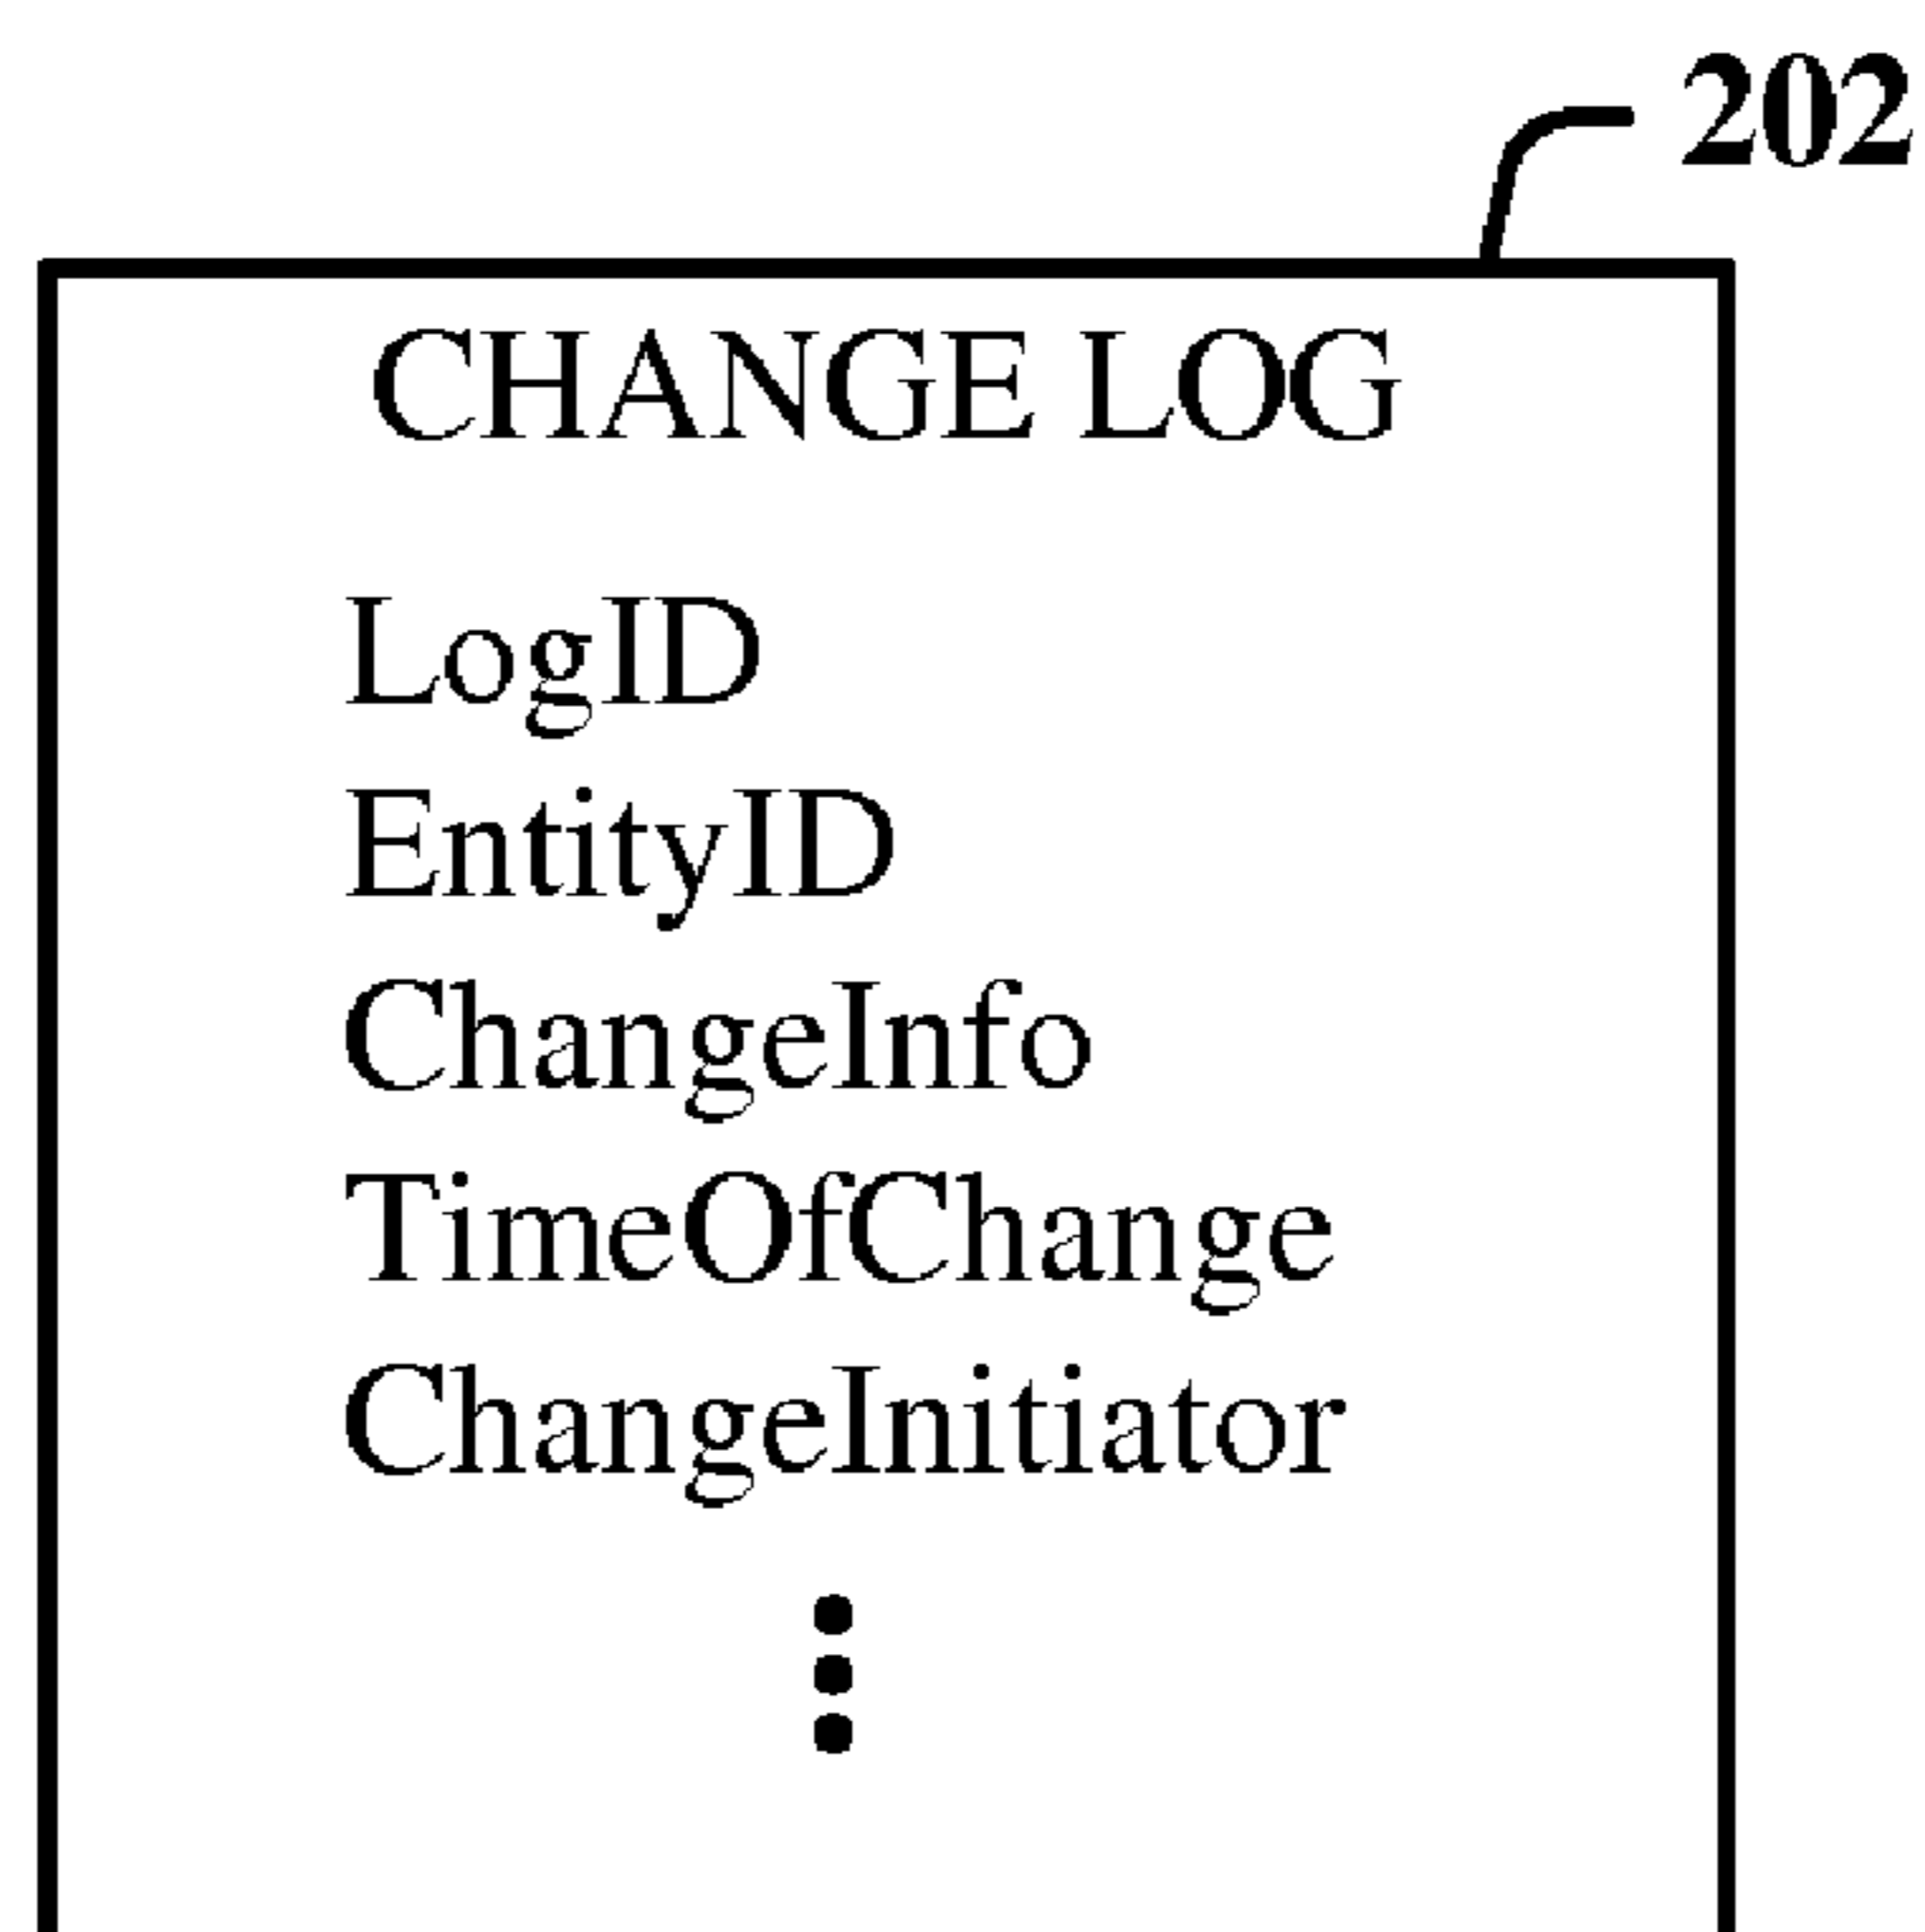 202
CHANGE LOG
LogID
EntityID
ChangeInfo
TimeOfChange
ChangeInitiator